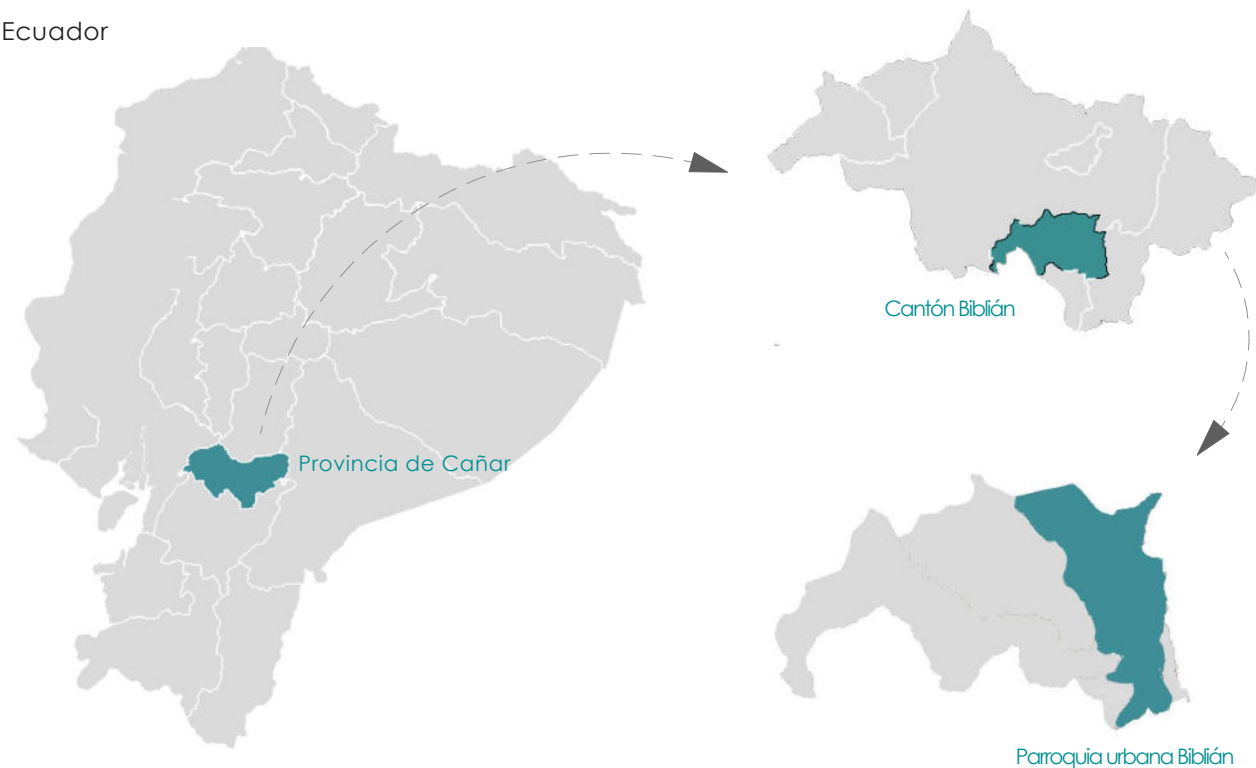 Ecuador
Provincia de Cañar
Cantón Biblián
Parroquia urbana Biblián